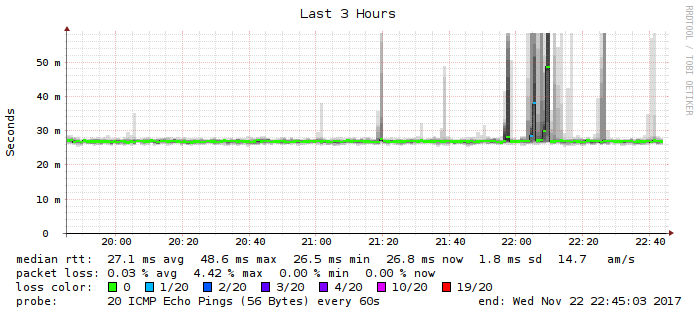 Last 3 Hours
RRDTOOL / TOBI OETIKER
Seconds
50 m
40 m
30 m
20 m
10 m
0
20:00 20:20 20:40 21:00 21:20 21:40 22:00 22:20 22:40
median rtt: 27.1 ms avg 48.6 ms max 26.5 ms min 26.8 ms now 1.8 ms sd 14.7 am/s
packet loss: 0.03 % avg 4.42 % max 0.00 % min 0.00 % now
loss color: 0 1/20 2/20 3/20 4/20 10/20 19/20
probe: 20 ICMP Echo Pings (56 Bytes) every 60s end: Wed Nov 22 22:45:03 2017